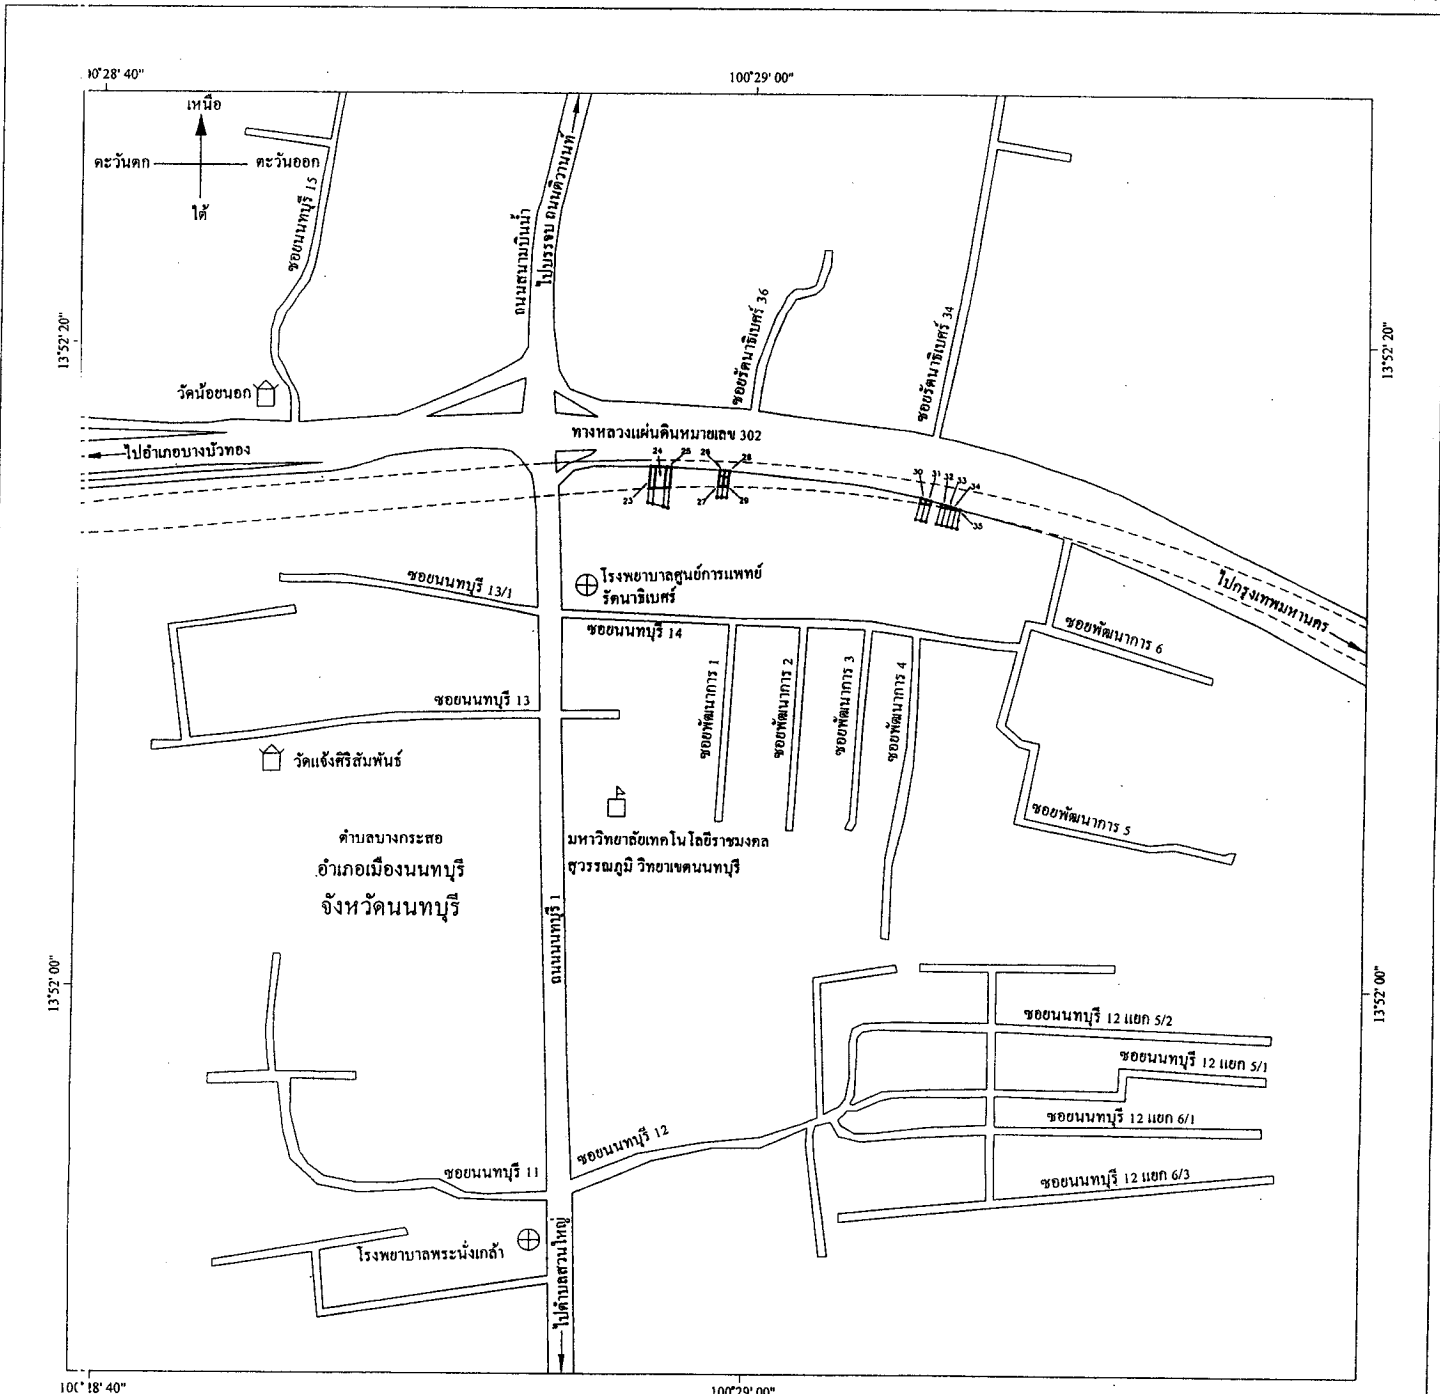 100°28' 40"
100°29' 00"
เหนือ
ตะวันตก
ตะวันออก
ใต้
ซอยนนทบุรี 15
ถนนสนามบินน้ำ
ไปบรรจบ ถนนติวานนท์
ซอยรัตนาธิเบศร์ 36
ซอยรัตนาธิเบศร์ 34
13°52' 20"
13°52' 20"
วัดน้อยนอก
ทางหลวงแผ่นดินหมายเลข 302
ไปอำเภอบางบัวทอง
23
24
25
26
28
27
29
30
31
32
33
34
35
โรงพยาบาลศูนย์การแพทย์
รัตนาธิเบศร์
ไปกรุงเทพมหานคร
ซอยนนทบุรี 13/1
ซอยนนทบุรี 14
ซอยพัฒนาการ 6
ซอยพัฒนาการ 1
ซอยพัฒนาการ 2
ซอยพัฒนาการ 3
ซอยพัฒนาการ 4
ซอยนนทบุรี 13
วัดแจ้งศิริสัมพันธ์
ซอยพัฒนาการ 5
ตำบลบางกระสอ
อำเภอเมืองนนทบุรี
จังหวัดนนทบุรี
มหาวิทยาลัยเทคโนโลยีราชมงคล
สุวรรณภูมิ วิทยาเขตนนทบุรี
ถนนนนทบุรี 1
13°52' 00"
13°52' 00"
ซอยนนทบุรี 12 แยก 5/2
ซอยนนทบุรี 12 แยก 5/1
ซอยนนทบุรี 12 แยก 6/1
ซอยนนทบุรี 12 แยก 6/3
ซอยนนทบุรี 12
ซอยนนทบุรี 11
โรงพยาบาลพระนั่งเกล้า
ไปตำบลสวนใหญ่
100°28' 40"
100°29' 00"